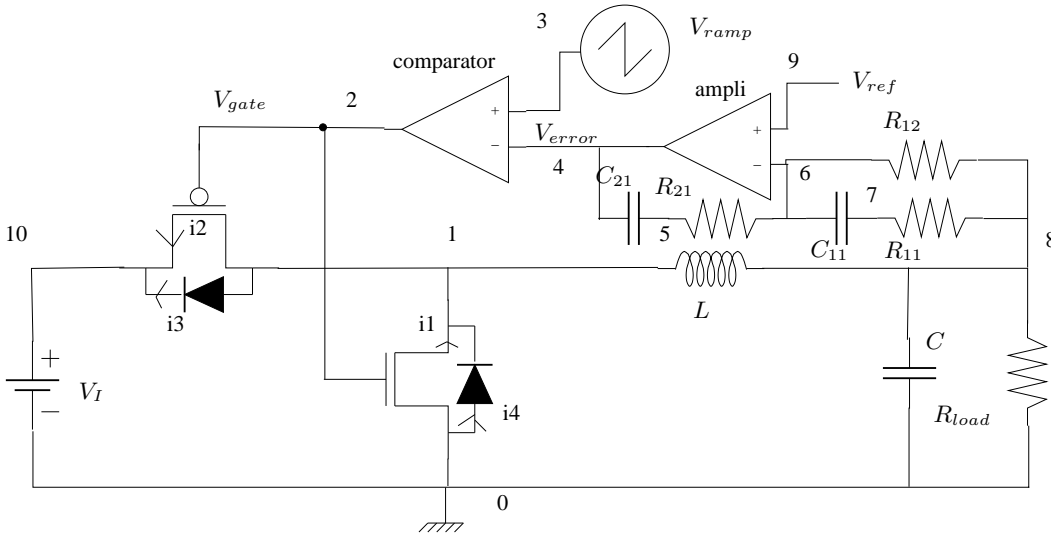 3
V_ramp
comparator
9
ampli
V_ref
V_gate
2
+
−
V_error
4
+
−
R_12
C_21
R_21
6
7
10
i2
1
5
C_11
R_11
8
i3
L
i1
C
+
V_I
−
i4
R_load
0